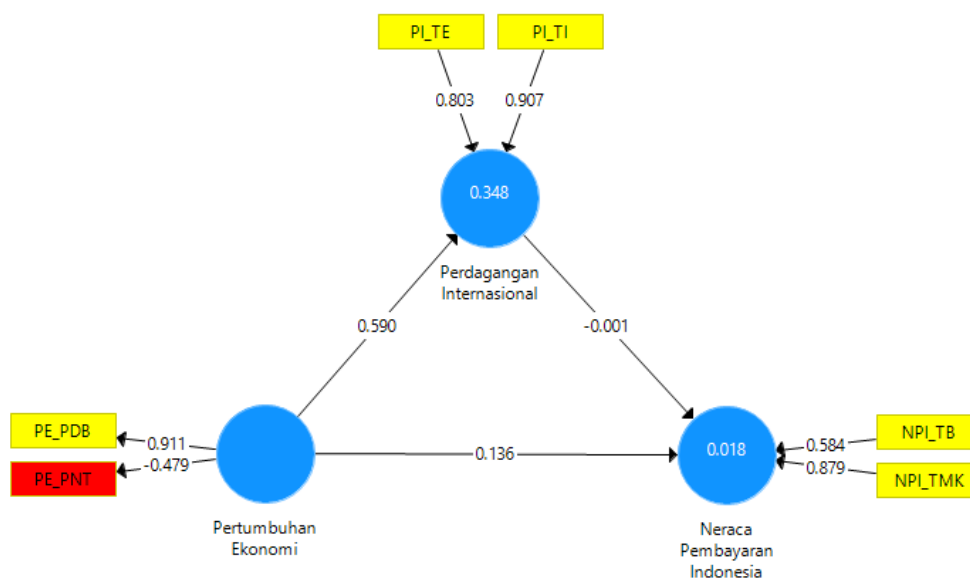 PI_TE
PI_TI
0.803
0.907
0.348
Perdagangan
Internasional
0.590
-0.001
PE_PDB
PE_PNT
0.911
-0.479
0.136
0.018
0.584
0.879
NPI_TB
NPI_TMK
Pertumbuhan
Ekonomi
Neraca
Pembayaran
Indonesia